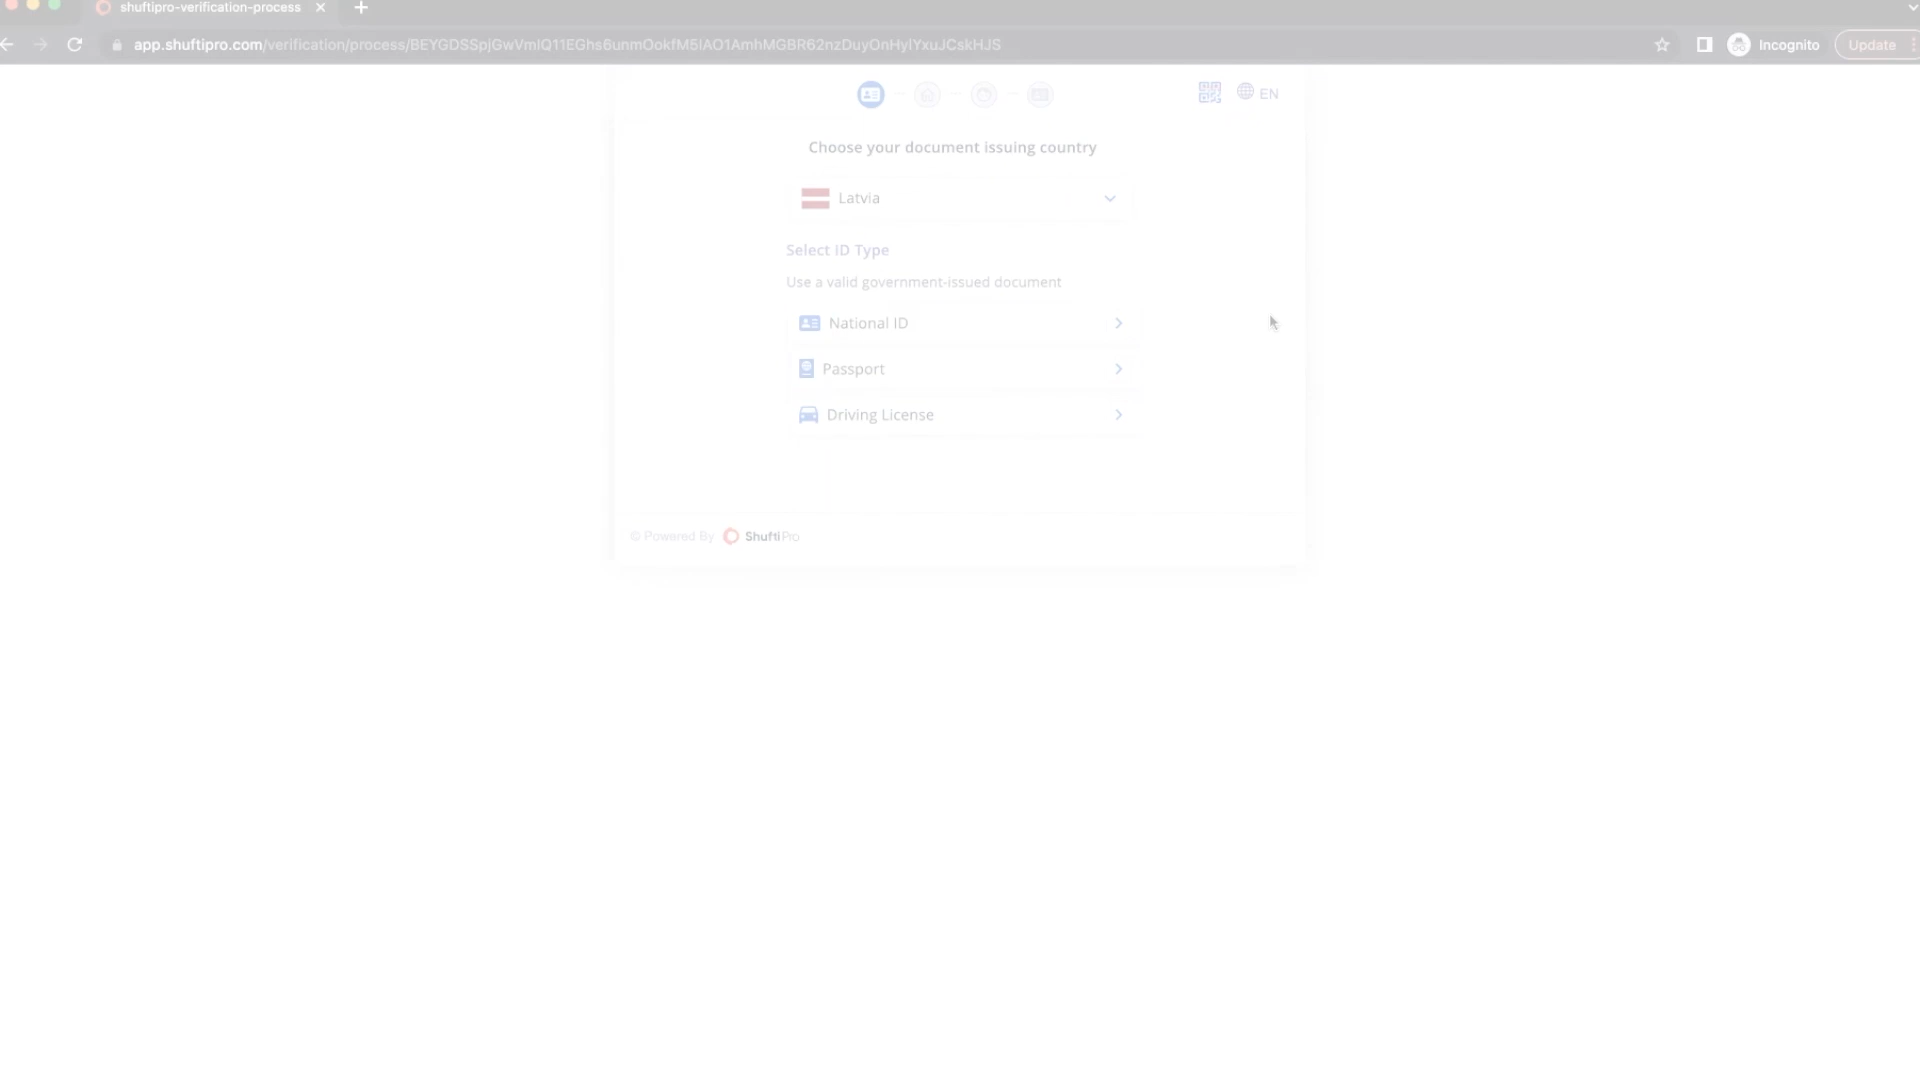 shuftipro-verification-process
app.shuftipro.com/verification/process/BEYGDSSpjGwVmlQ11EGhs6unmOokfM5IAO1AmhMGBR62nzDuyOnHylYxuJCskHJS
Incognito
Update
EN
Choose your document issuing country
Latvia
Select ID Type
Use a valid government-issued document
National ID
Passport
Driving License
© Powered By ShuftiPro